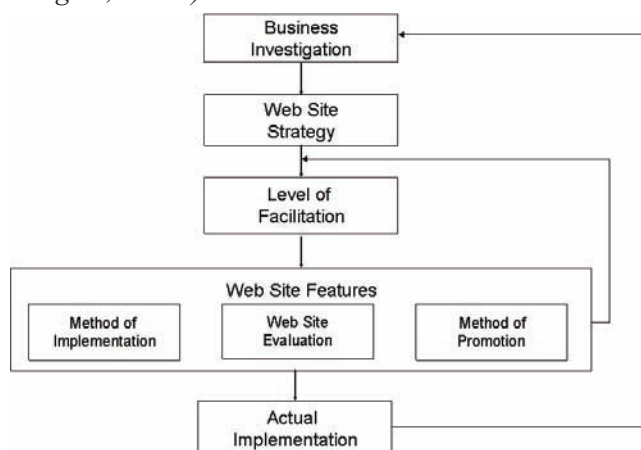 Business
Investigation
Web Site
Strategy
Level of
Facilitation
Web Site Features
Method of
Implementation
Web Site
Evaluation
Method of
Promotion
Actual
Implementation